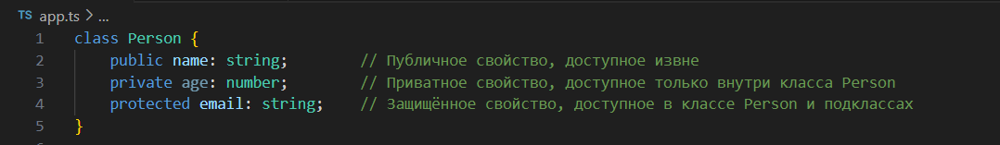 TS app.ts > ...
1 class Person {
2 public name: string; // Публичное свойство, доступное извне
3 private age: number; // Приватное свойство, доступное только внутри класса Person
4 protected email: string; // Защищённое свойство, доступное в классе Person и подклассах
5 }